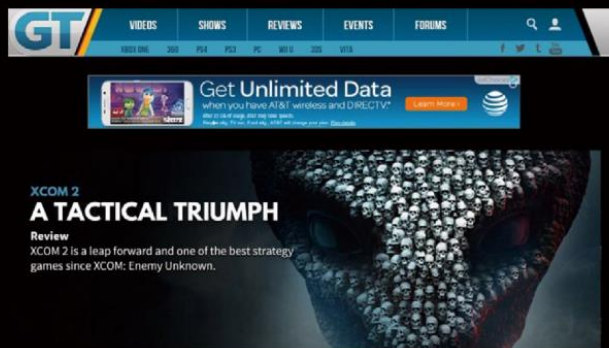 GT
VIDEOS SHOWS REVIEWS EVENTS FORUMS
XBOX ONE 360 PS4 PS3 PC WII U 3DS VITA
Get Unlimited Data
when you have AT&T wireless and DIRECTV.*
Learn More
XCOM 2
A TACTICAL TRIUMPH
Review
XCOM 2 is a leap forward and one of the best strategy
games since XCOM: Enemy Unknown.